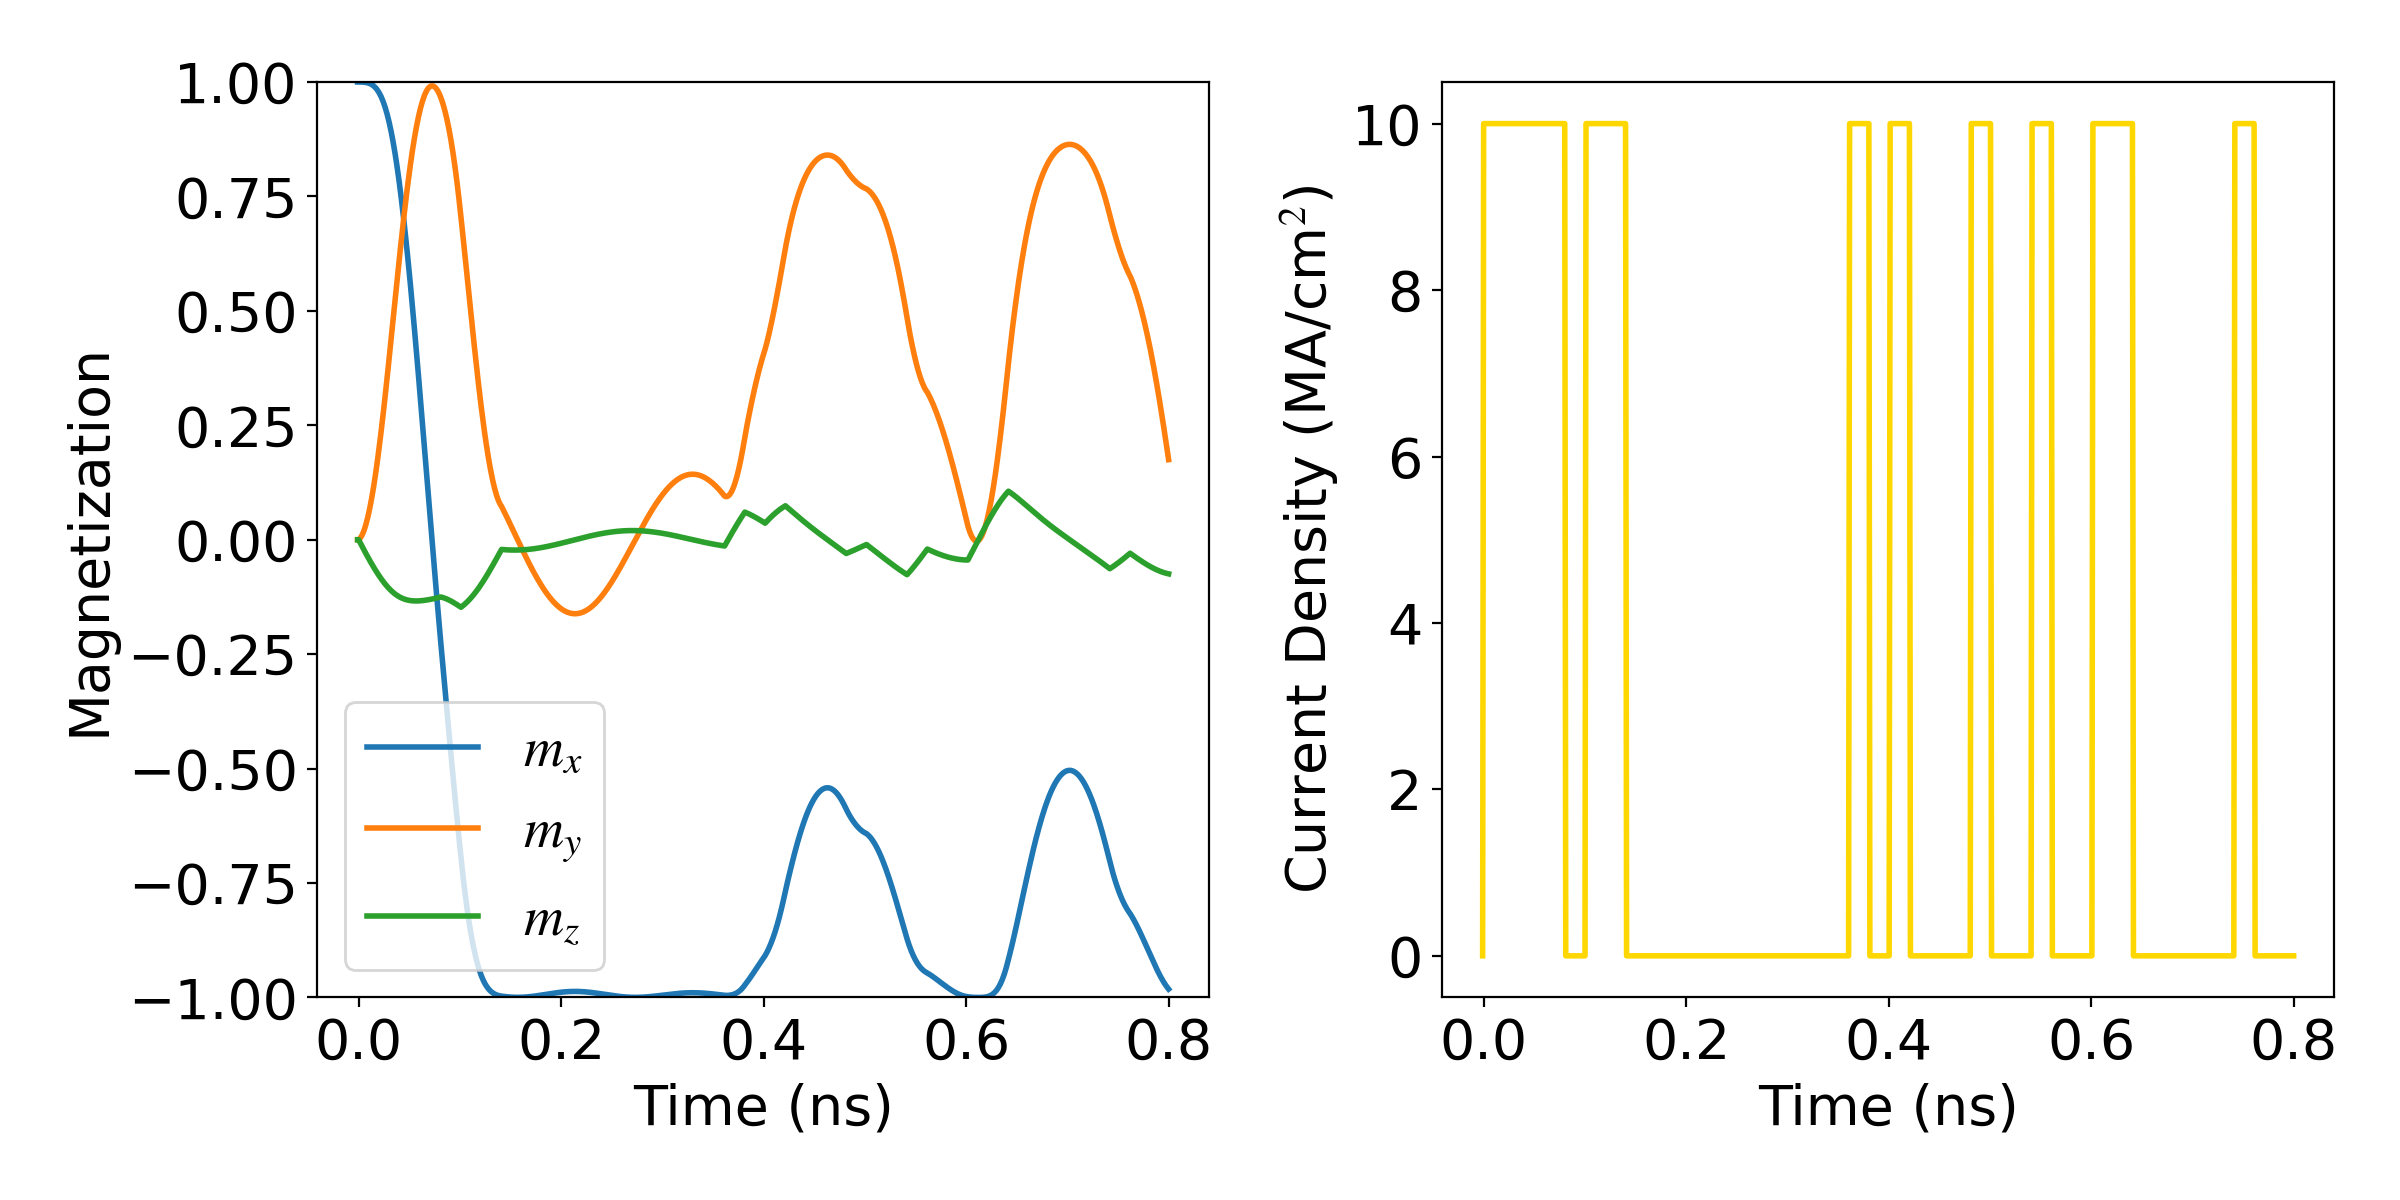 1.00
0.75
0.50
0.25
0.00
−0.25
−0.50
−0.75
−1.00
Magnetization
m_x
m_y
m_z
0.0 0.2 0.4 0.6 0.8
Time (ns)
10
8
6
4
2
0
Current Density (MA/cm²)
0.0 0.2 0.4 0.6 0.8
Time (ns)